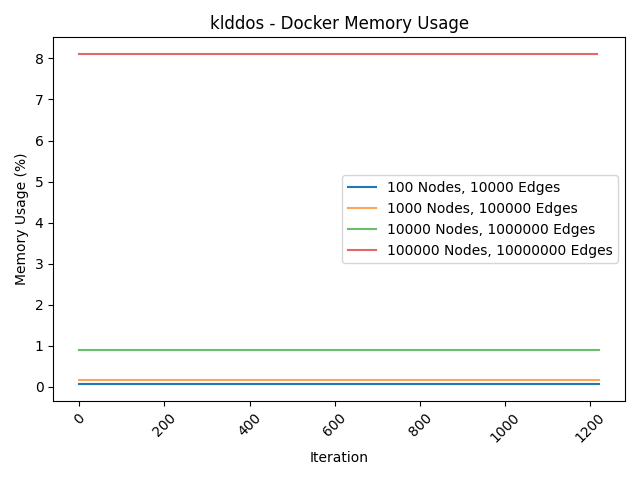 klddos - Docker Memory Usage
Memory Usage (%)
8
7
6
5
4
3
2
1
0
100 Nodes, 10000 Edges
1000 Nodes, 100000 Edges
10000 Nodes, 1000000 Edges
100000 Nodes, 10000000 Edges
0
200
400
600
800
1000
1200
Iteration